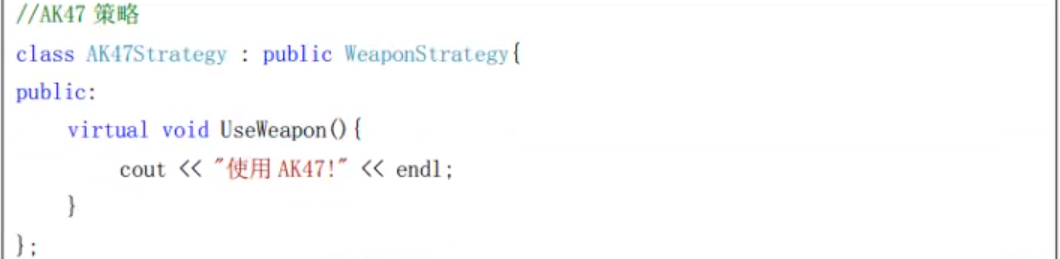 //AK47 策略
class AK47Strategy : public WeaponStrategy{
public:
    virtual void UseWeapon(){
        cout << "使用 AK47!" << endl;
    }
};